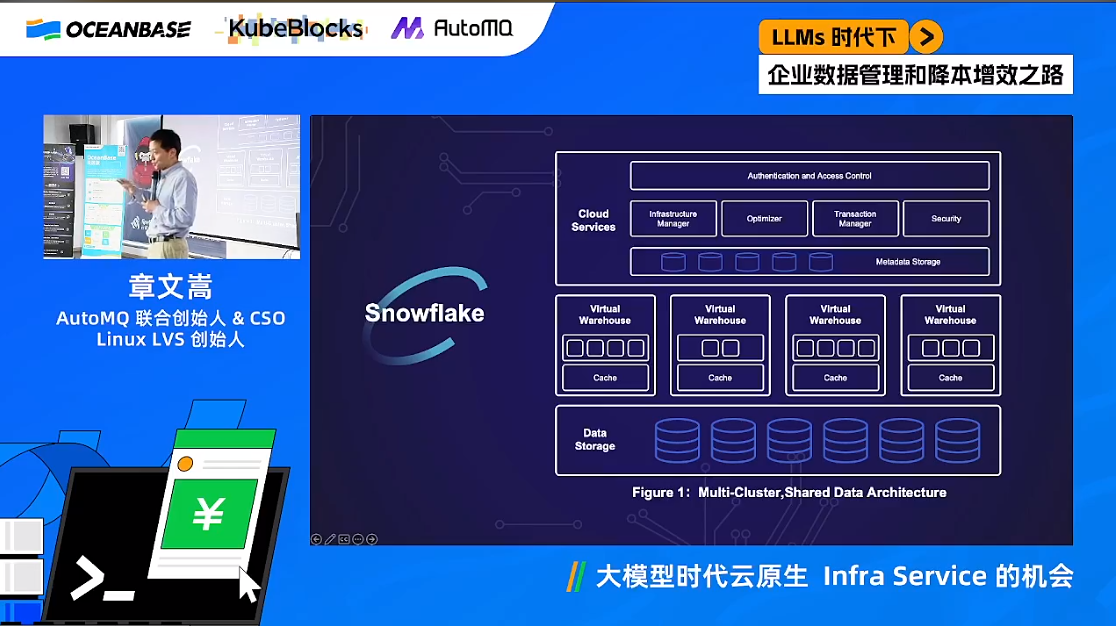 OCEANBASE
KubeBlocks
AutoMQ
LLMs 时代下
企业数据管理和降本增效之路
章文嵩
AutoMQ 联合创始人 & CSO
Linux LVS 创始人
Snowflake
Cloud
Services
Authentication and Access Control
Infrastructure
Manager
Optimizer
Transaction
Manager
Security
Metadata Storage
Virtual
Warehouse
Cache
Virtual
Warehouse
Cache
Virtual
Warehouse
Cache
Virtual
Warehouse
Cache
Data
Storage
Figure 1：Multi-Cluster,Shared Data Architecture
¥
>_
大模型时代云原生 Infra Service 的机会